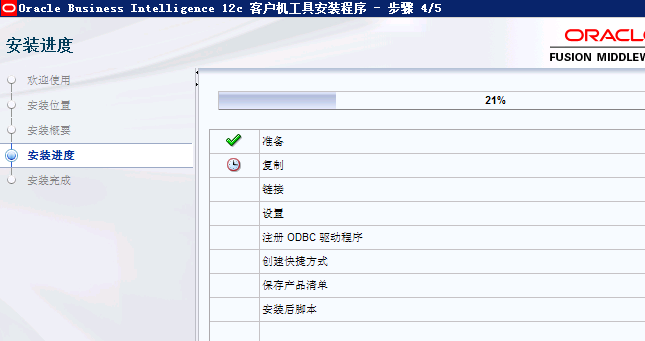 Oracle Business Intelligence 12c 客户机工具安装程序 - 步骤 4/5
安装进度
ORACL
FUSION MIDDLEW
欢迎使用
安装位置
安装概要
安装进度
安装完成
21%
准备
复制
链接
设置
注册 ODBC 驱动程序
创建快捷方式
保存产品清单
安装后脚本